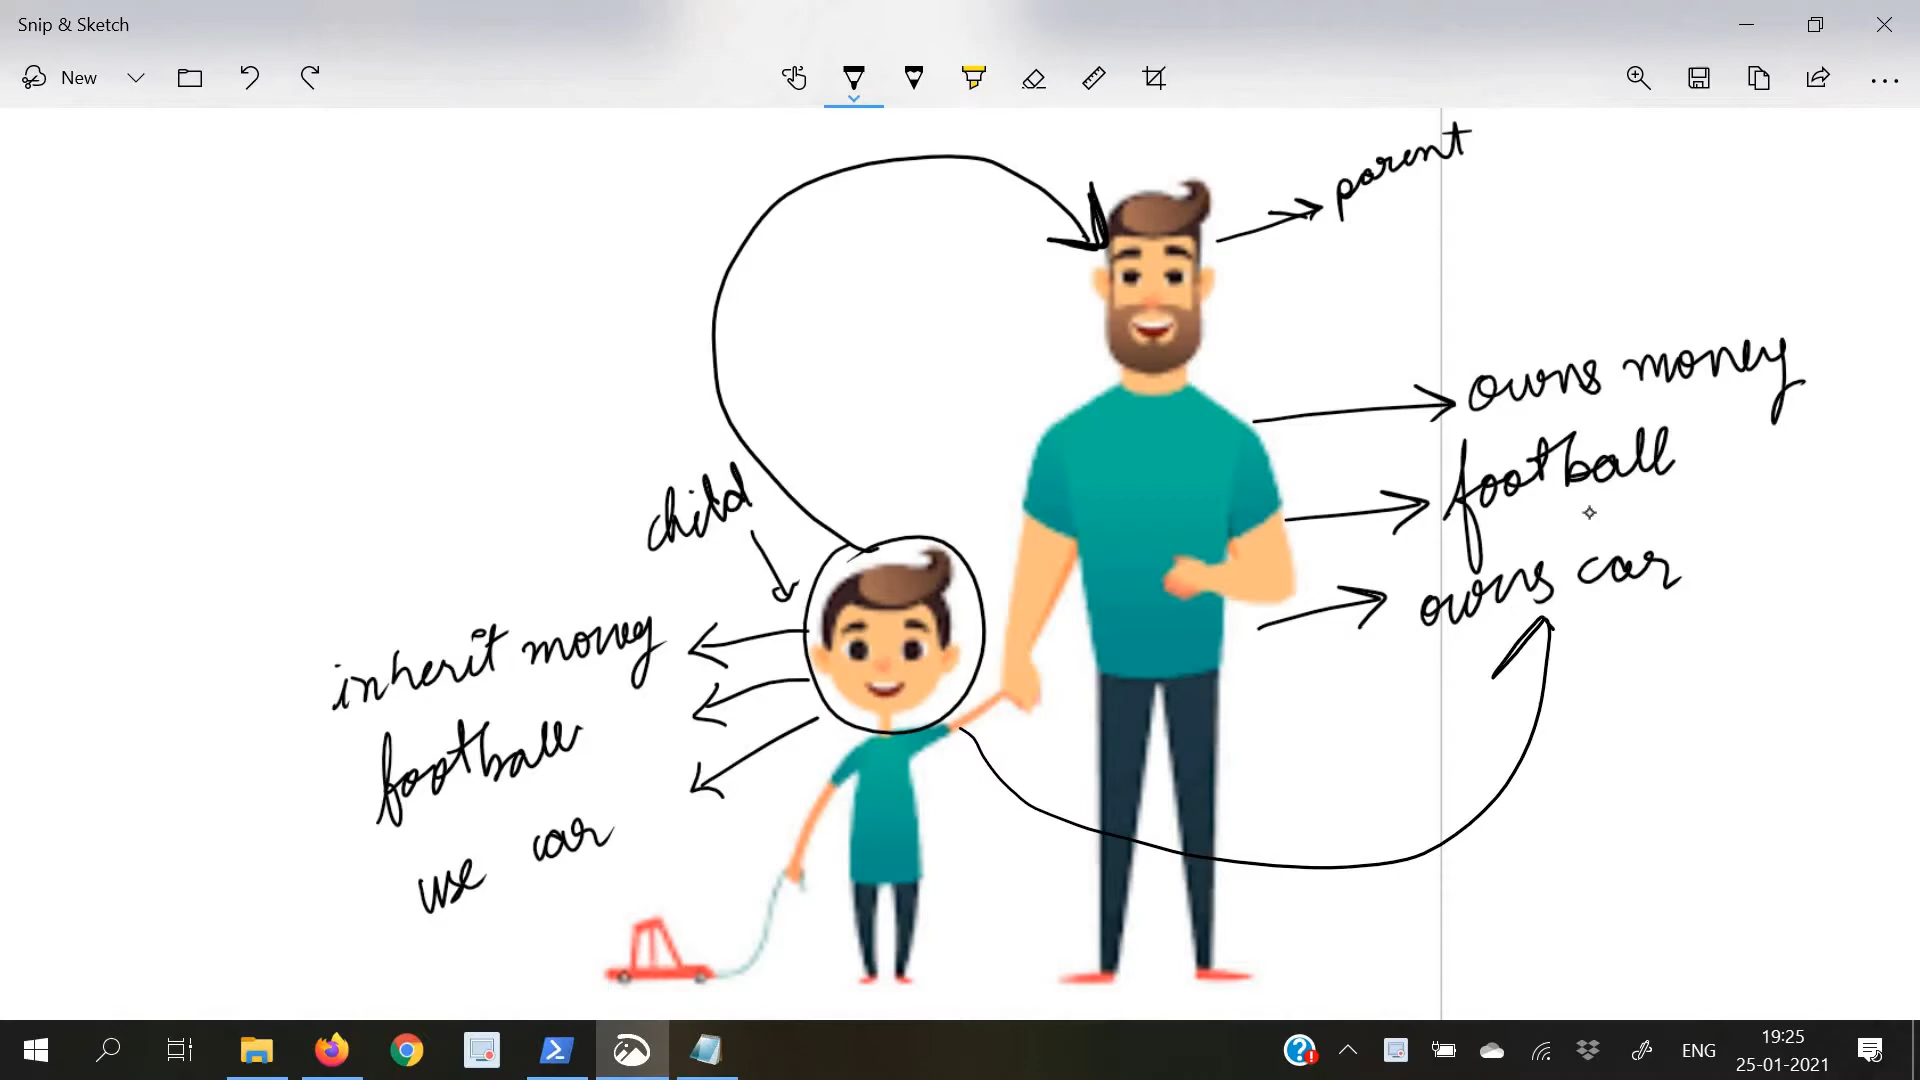 Snip & Sketch
New
parent
owns money
football
owns car
child
inherit money
football
use car
ENG
19:25
25-01-2021